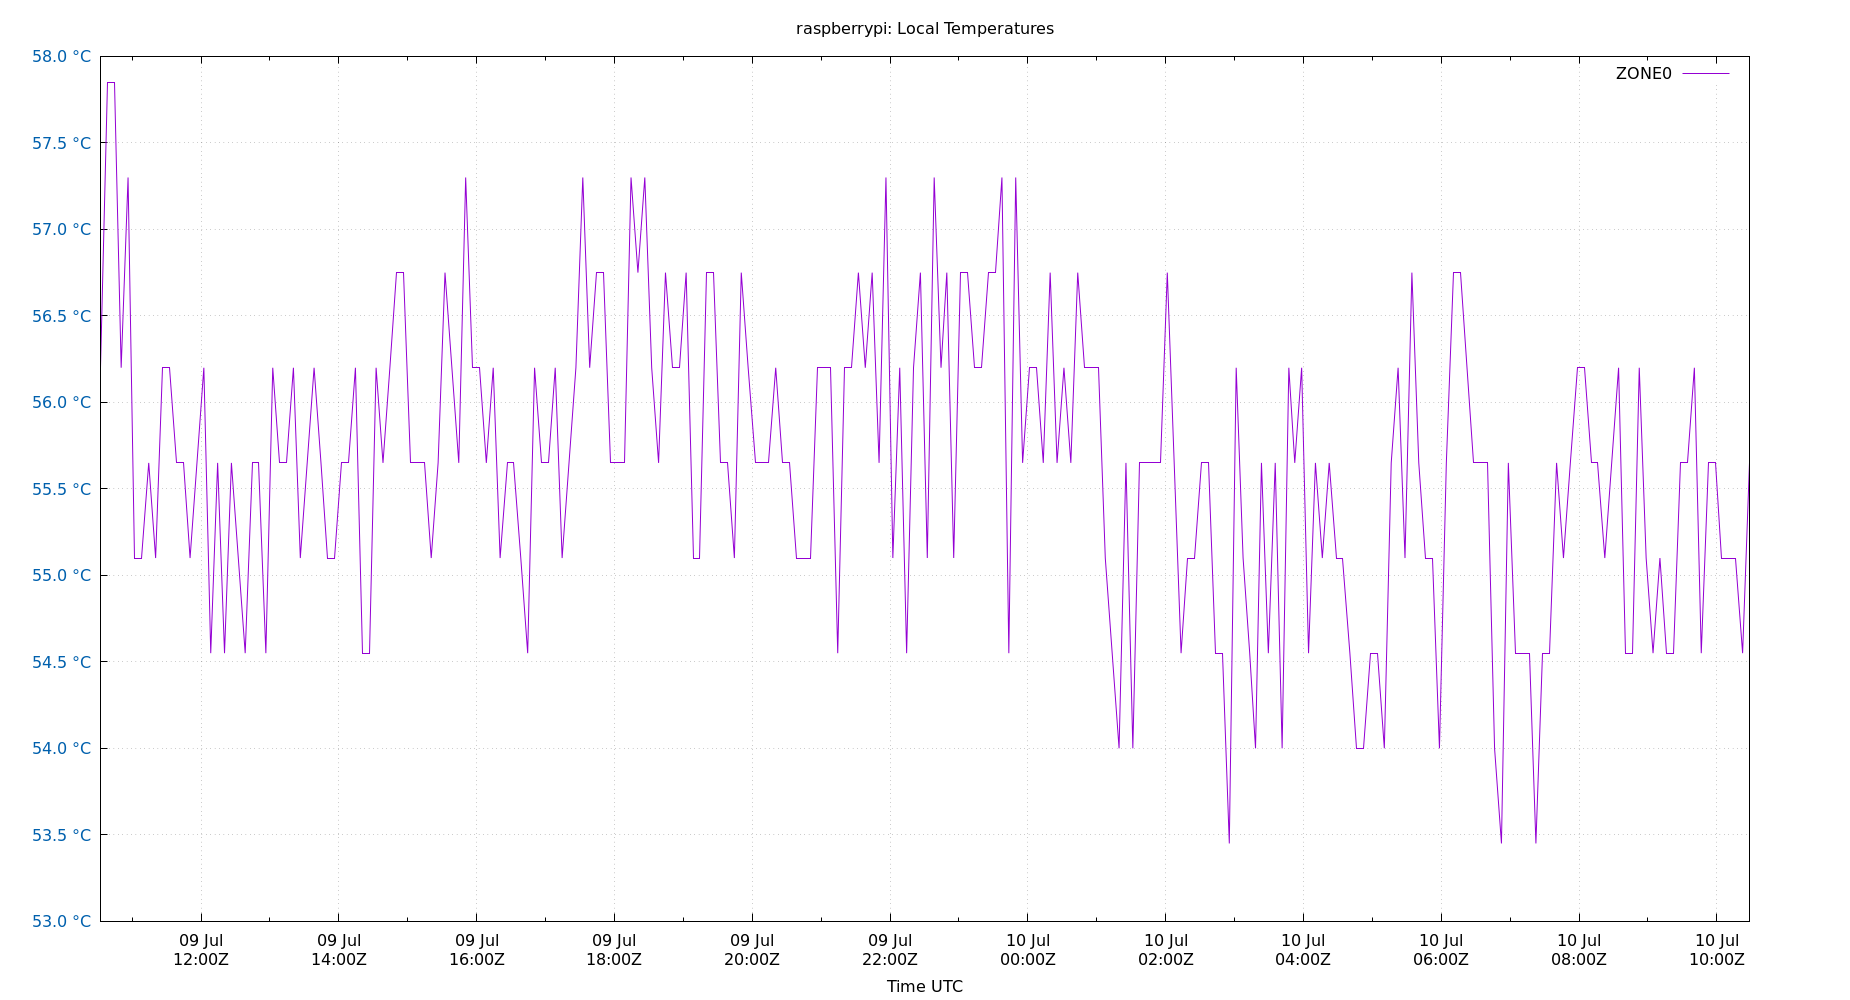 raspberrypi: Local Temperatures
58.0 °C
ZONE0
57.5 °C
57.0 °C
56.5 °C
56.0 °C
55.5 °C
55.0 °C
54.5 °C
54.0 °C
53.5 °C
53.0 °C
09 Jul 09 Jul 09 Jul 09 Jul 09 Jul 09 Jul 10 Jul 10 Jul 10 Jul 10 Jul 10 Jul 10 Jul
12:00Z 14:00Z 16:00Z 18:00Z 20:00Z 22:00Z 00:00Z 02:00Z 04:00Z 06:00Z 08:00Z 10:00Z
Time UTC